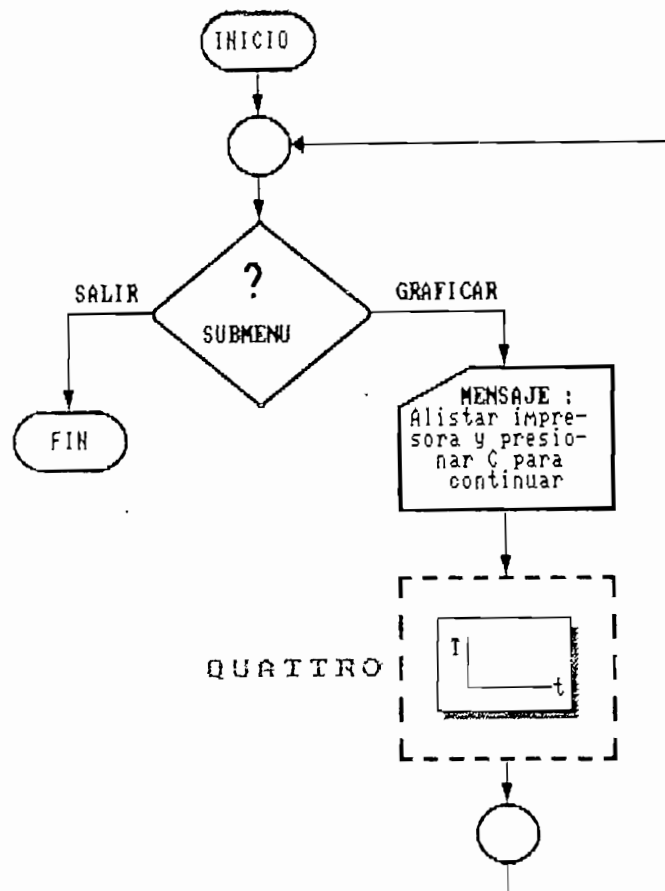 INICIO
?
SUBMENU
SALIR
GRAFICAR
FIN
MENSAJE :
Alistar impre-
sora y presio-
nar C para
continuar
QUATTRO
T
t